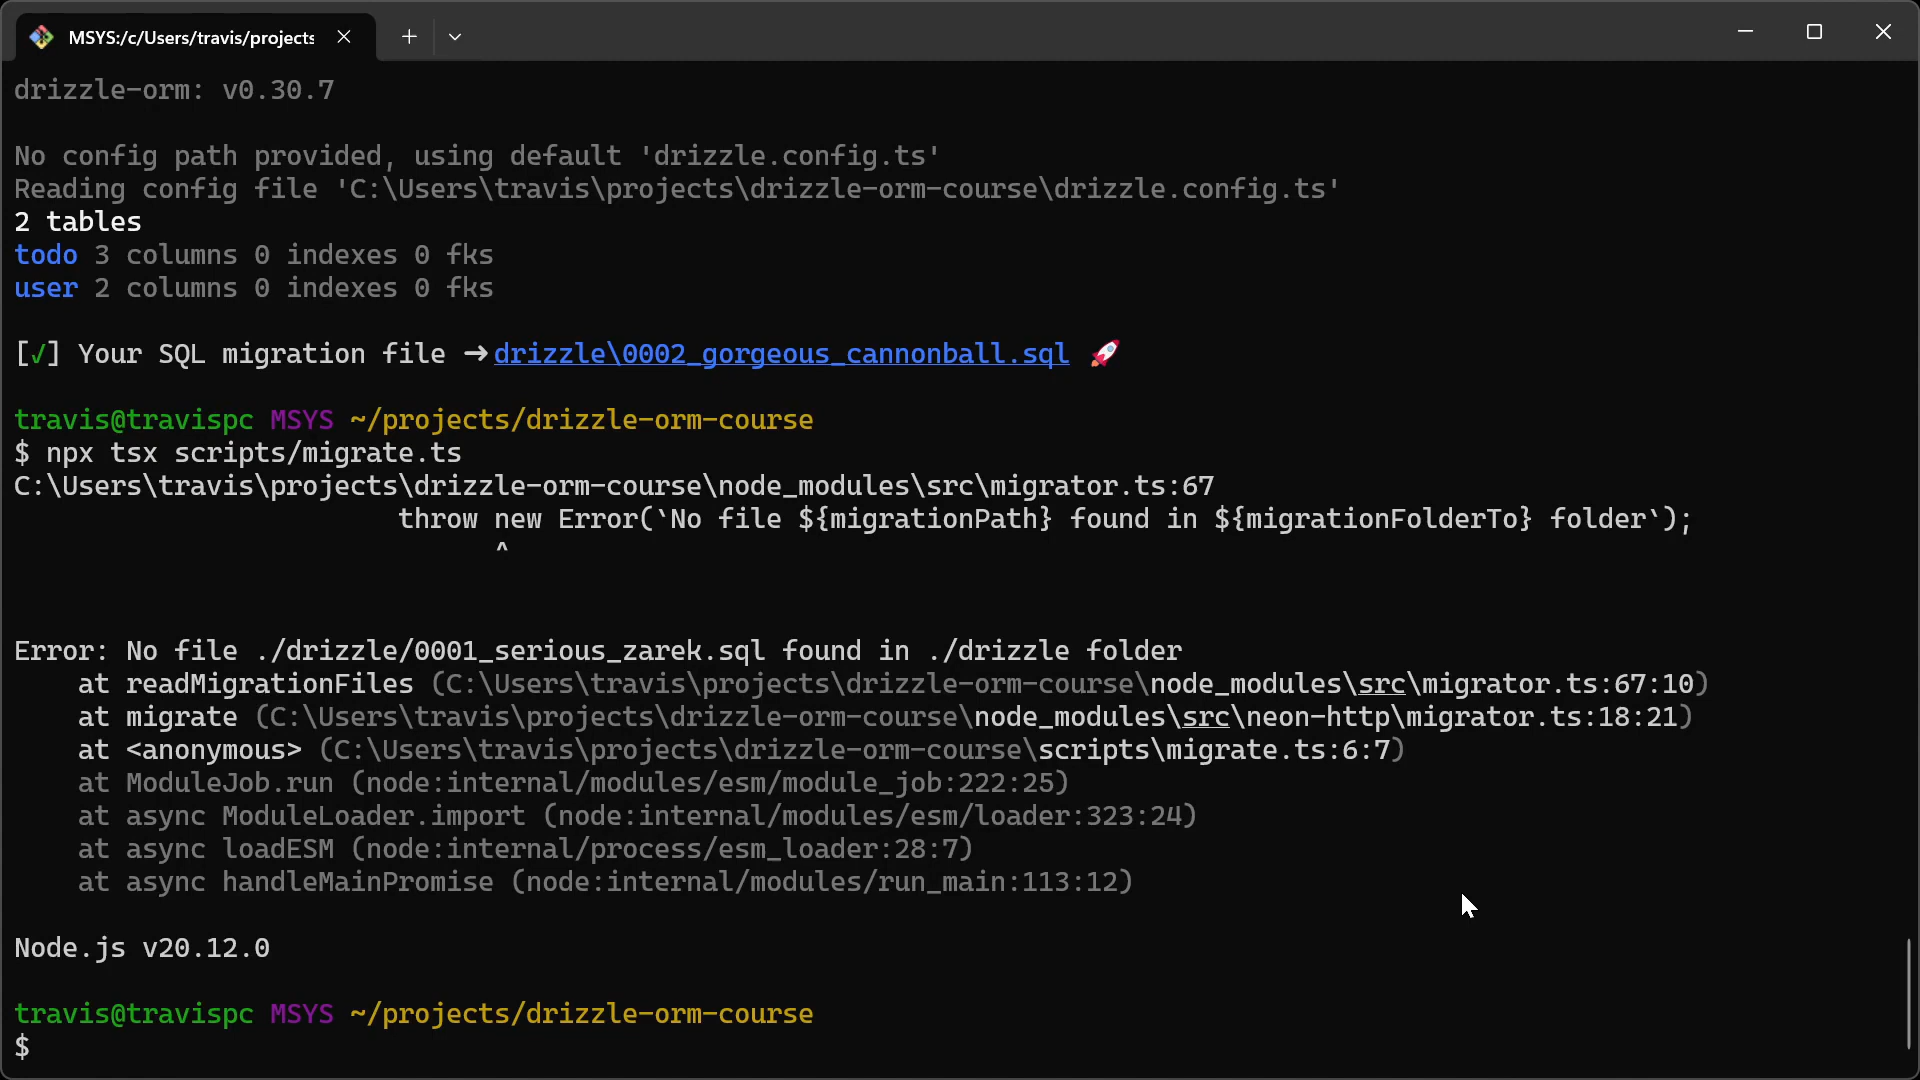 MSYS:/c/Users/travis/projects
drizzle-orm: v0.30.7
No config path provided, using default 'drizzle.config.ts'
Reading config file 'C:\Users\travis\projects\drizzle-orm-course\drizzle.config.ts'
2 tables
todo 3 columns 0 indexes 0 fks
user 2 columns 0 indexes 0 fks
[✓] Your SQL migration file ➜ drizzle\0002_gorgeous_cannonball.sql 🚀
travis@travispc MSYS ~/projects/drizzle-orm-course
$ npx tsx scripts/migrate.ts
C:\Users\travis\projects\drizzle-orm-course\node_modules\src\migrator.ts:67
throw new Error(`No file ${migrationPath} found in ${migrationFolderTo} folder`);
^
Error: No file ./drizzle/0001_serious_zarek.sql found in ./drizzle folder
at readMigrationFiles (C:\Users\travis\projects\drizzle-orm-course\node_modules\src\migrator.ts:67:10)
at migrate (C:\Users\travis\projects\drizzle-orm-course\node_modules\src\neon-http\migrator.ts:18:21)
at <anonymous> (C:\Users\travis\projects\drizzle-orm-course\scripts\migrate.ts:6:7)
at ModuleJob.run (node:internal/modules/esm/module_job:222:25)
at async ModuleLoader.import (node:internal/modules/esm/loader:323:24)
at async loadESM (node:internal/process/esm_loader:28:7)
at async handleMainPromise (node:internal/modules/run_main:113:12)
Node.js v20.12.0
travis@travispc MSYS ~/projects/drizzle-orm-course
$